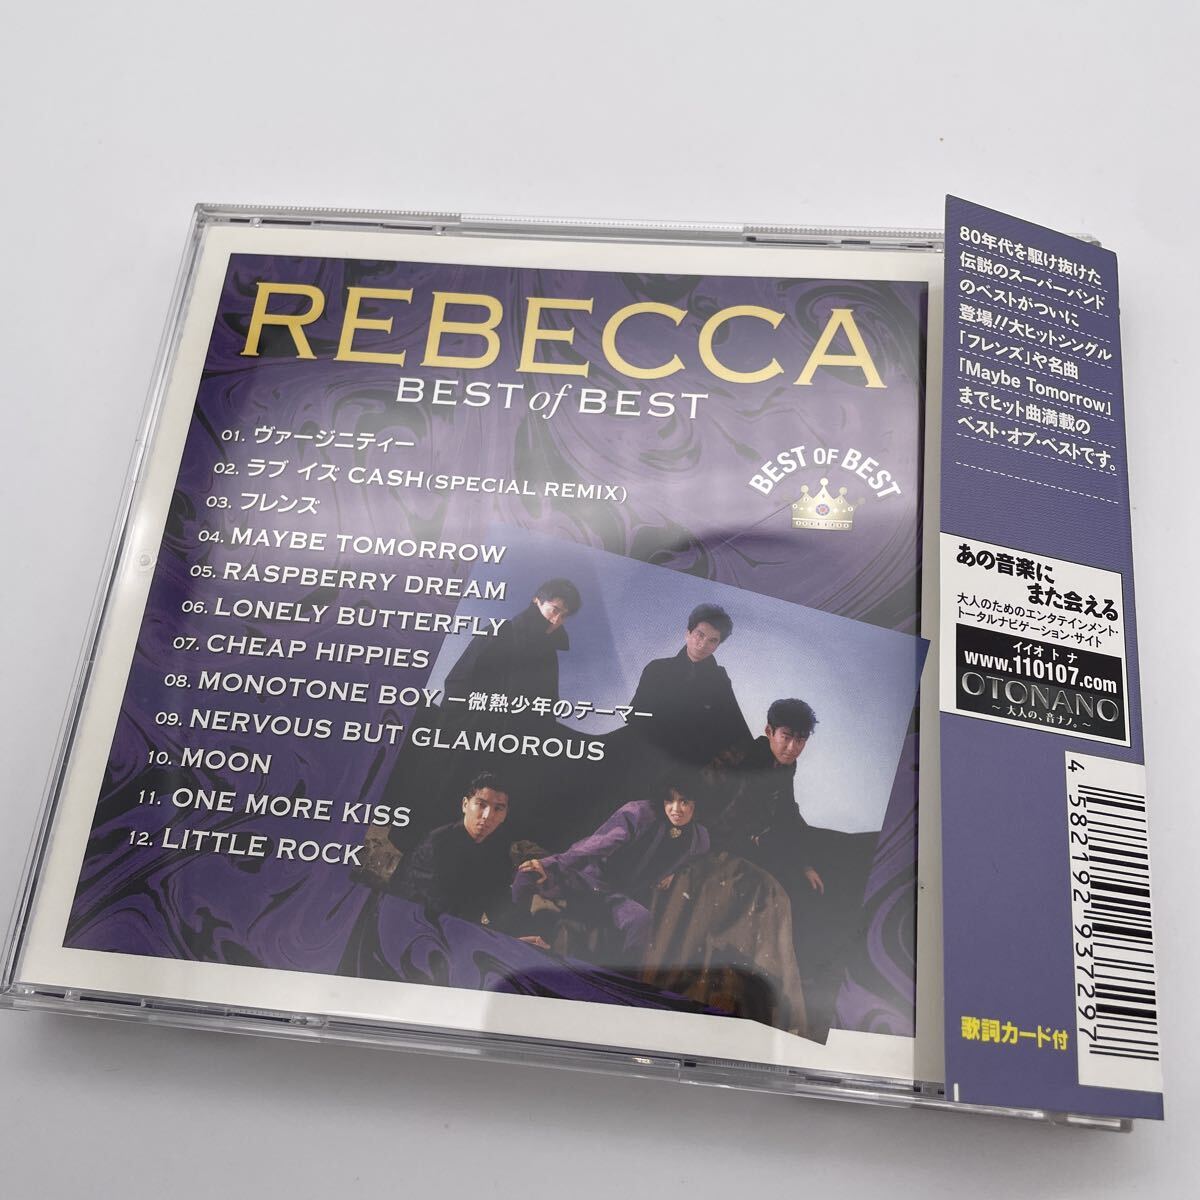 REBECCA
BEST of BEST
01. ヴァージニティー
02. ラブ イズ CASH (SPECIAL REMIX)
03. フレンズ
04. MAYBE TOMORROW
05. RASPBERRY DREAM
06. LONELY BUTTERFLY
07. CHEAP HIPPIES
08. MONOTONE BOY ー微熱少年のテーマー
09. NERVOUS BUT GLAMOROUS
10. MOON
11. ONE MORE KISS
12. LITTLE ROCK
BEST OF BEST
80年代を駆け抜けた
伝説のスーパーバンド
のベストがついに
登場!!大ヒットシングル
「フレンズ」や名曲
「Maybe Tomorrow」
までヒット曲満載の
ベスト・オブ・ベストです。
あの音楽に
また会える
大人のためのエンタテインメント・
トータルナビゲーション・サイト
イイオトナ
www.110107.com
OTONANO
～大人の、音ナノ。～
4 582192 937297
歌詞カード付